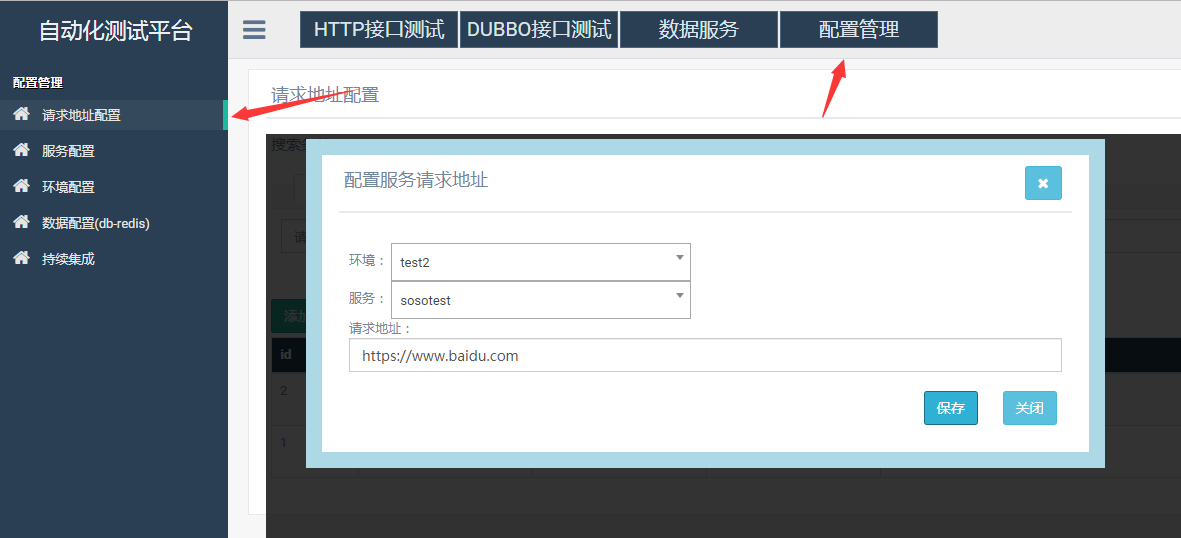 自动化测试平台
HTTP接口测试 DUBBO接口测试 数据服务 配置管理
配置管理
请求地址配置
服务配置
环境配置
数据配置(db-redis)
持续集成
请求地址配置
搜索
配置服务请求地址
环境： test2
服务： sosotest
请求地址：
https://www.baidu.com
保存 关闭
请
添加
id
2
1